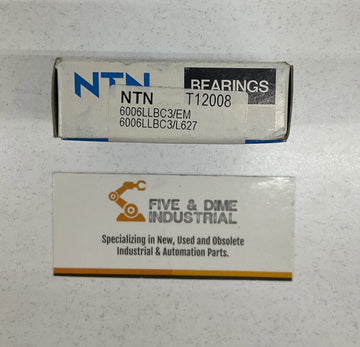 NTN BEARINGS
NTN T12008
6006LLBC3/EM
6006LLBC3/L627
FIVE & DIME
INDUSTRIAL
Specializing in New, Used and Obsolete
Industrial & Automation Parts.